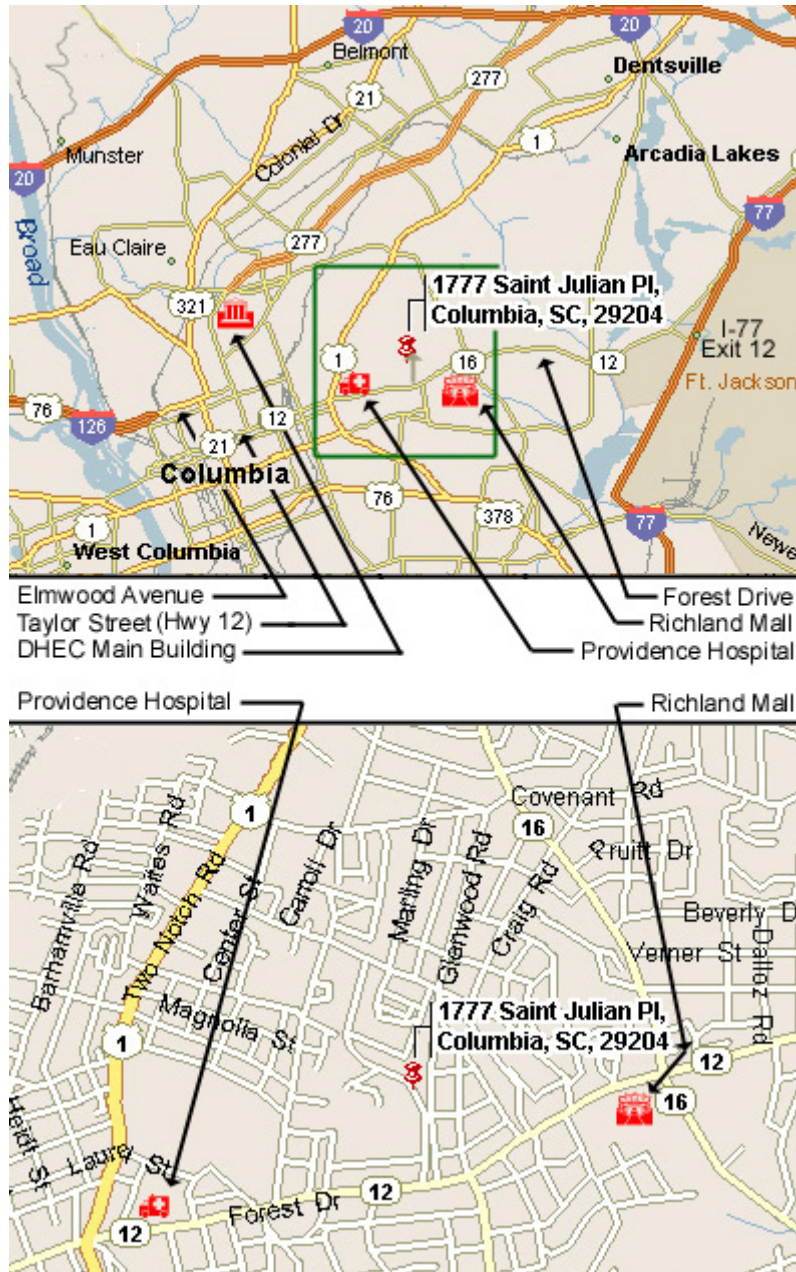 20
20
Belmont
277
Dentsville
21
Colonial Dr
1
Munster
Arcadia Lakes
20
77
Broad
Eau Claire
277
1777 Saint Julian Pl,
Columbia, SC, 29204
321
I-77
Exit 12
1
16
12
Ft. Jackson
76
126
12
21
Columbia
76
378
77
1
West Columbia
Newe
Elmwood Avenue
Forest Drive
Taylor Street (Hwy 12)
Richland Mall
DHEC Main Building
Providence Hospital
Providence Hospital
Richland Mall
1
Covenant Rd
16
Pruitt Dr
Barhamville Rd
Waites Rd
Two Notch Rd
Center St
Carroll Dr
Marling Dr
Glenwood Rd
Craig Rd
Beverly D
Verner St
Dalloz Rd
Magnolia St
1777 Saint Julian Pl,
Columbia, SC, 29204
1
12
16
Heidt St
Laurel St
12
Forest Dr
12